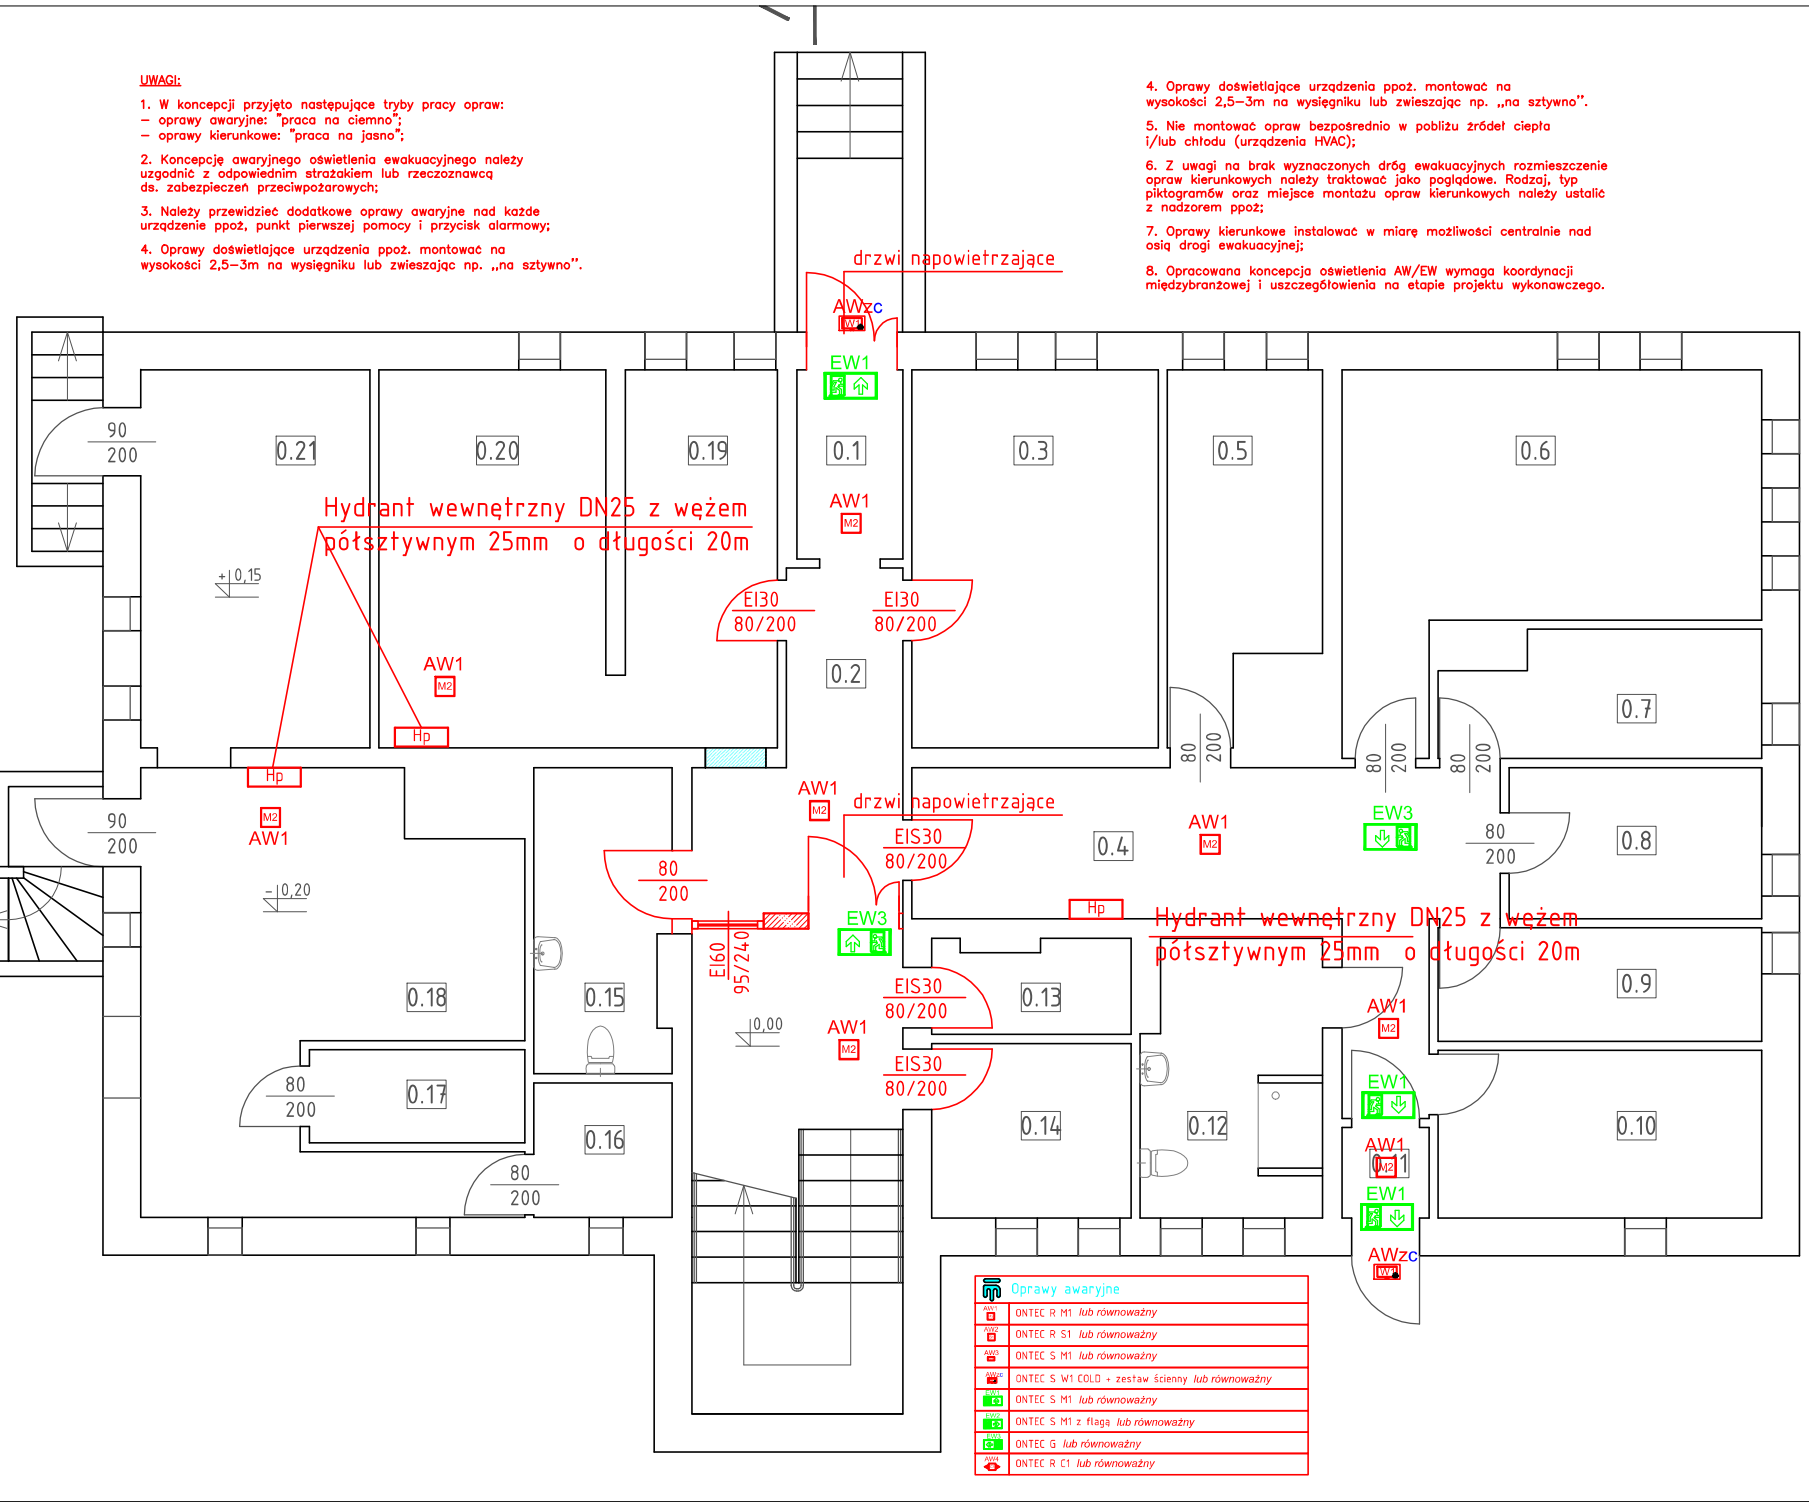 UWAGI:
1. W koncepcji przyjęto następujące tryby pracy opraw:
– oprawy awaryjne: "praca na ciemno";
– oprawy kierunkowe: "praca na jasno";
2. Koncepcję awaryjnego oświetlenia ewakuacyjnego należy
uzgodnić z odpowiednim strażakiem lub rzeczoznawcą
ds. zabezpieczeń przeciwpożarowych;
3. Należy przewidzieć dodatkowe oprawy awaryjne nad każde
urządzenie ppoż, punkt pierwszej pomocy i przycisk alarmowy;
4. Oprawy doświetlające urządzenia ppoż. montować na
wysokości 2,5–3m na wysięgniku lub zwieszając np. ,,na sztywno''.
4. Oprawy doświetlające urządzenia ppoż. montować na
wysokości 2,5–3m na wysięgniku lub zwieszając np. ,,na sztywno''.
5. Nie montować opraw bezpośrednio w pobliżu źródeł ciepła
i/lub chłodu (urządzenia HVAC);
6. Z uwagi na brak wyznaczonych dróg ewakuacyjnych rozmieszczenie
opraw kierunkowych należy traktować jako poglądowe. Rodzaj, typ
piktogramów oraz miejsce montażu opraw kierunkowych należy ustalić
z nadzorem ppoż;
7. Oprawy kierunkowe instalować w miarę możliwości centralnie nad
osią drogi ewakuacyjnej;
8. Opracowana koncepcja oświetlenia AW/EW wymaga koordynacji
międzybranżowej i uszczegółowienia na etapie projektu wykonawczego.
drzwi napowietrzające
AWzc
W1
EW1
90
200
0.21
0.20
0.19
0.1
0.3
0.5
0.6
AW1
M2
Hydrant wewnętrzny DN25 z wężem
półsztywnym 25mm o długości 20m
+0,15
EI30
80/200
EI30
80/200
AW1
M2
0.2
0.7
Hp
Hp
80
200
80
200
80
200
AW1
M2
drzwi napowietrzające
90
200
M2
AW1
EIS30
80/200
0.4
AW1
M2
EW3
80
200
0.8
80
200
-0,20
Hp
EW3
Hydrant wewnętrzny DN25 z wężem
półsztywnym 25mm o długości 20m
EI60
95/240
0.18
0.15
EIS30
80/200
0.13
0.9
0,00
AW1
M2
AW1
M2
EIS30
80/200
80
200
0.17
EW1
0.16
0.14
0.12
0.10
AW1
M2
0.11
80
200
EW1
AWzc
W1
Oprawy awaryjne
AW1
ONTEC R M1 lub równoważny
AW2
ONTEC R S1 lub równoważny
AW3
ONTEC S M1 lub równoważny
AWzc
ONTEC S W1 COLD + zestaw ścienny lub równoważny
EW1
ONTEC S M1 lub równoważny
EW2
ONTEC S M1 z flagą lub równoważny
EW3
ONTEC G lub równoważny
AW4
ONTEC R C1 lub równoważny